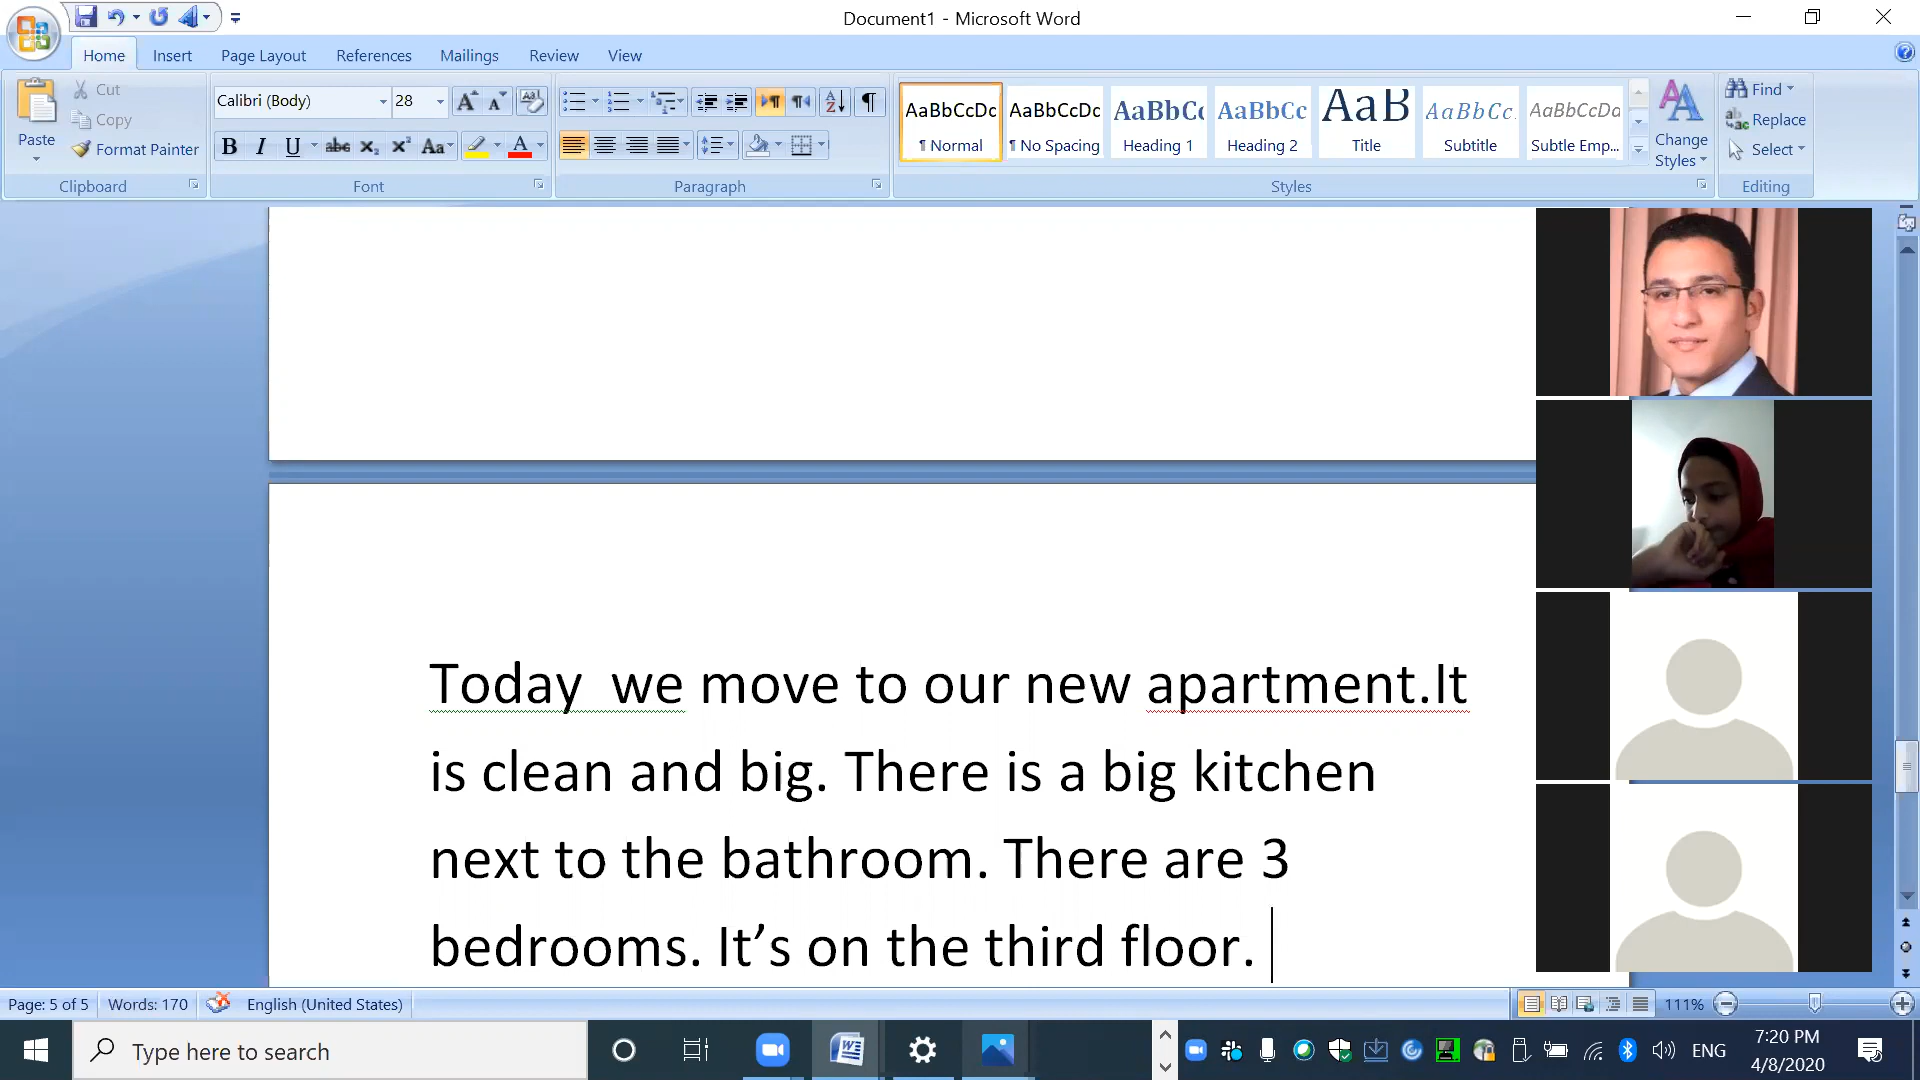 Document1 - Microsoft Word
Home Insert Page Layout References Mailings Review View
Paste
Cut
Copy
Format Painter
Clipboard
Calibri (Body) 28
Font
Paragraph
AaBbCcDc AaBbCcDc AaBbCc AaBbCc AaB AaBbCc. AaBbCcDa
¶ Normal ¶ No Spacing Heading 1 Heading 2 Title Subtitle Subtle Emp...
Change Styles
Styles
Find
Replace
Select
Editing
Today  we move to our new apartment.It
is clean and big. There is a big kitchen
next to the bathroom. There are 3
bedrooms. It’s on the third floor.
Page: 5 of 5 Words: 170 English (United States) 111%
Type here to search
ENG
7:20 PM
4/8/2020